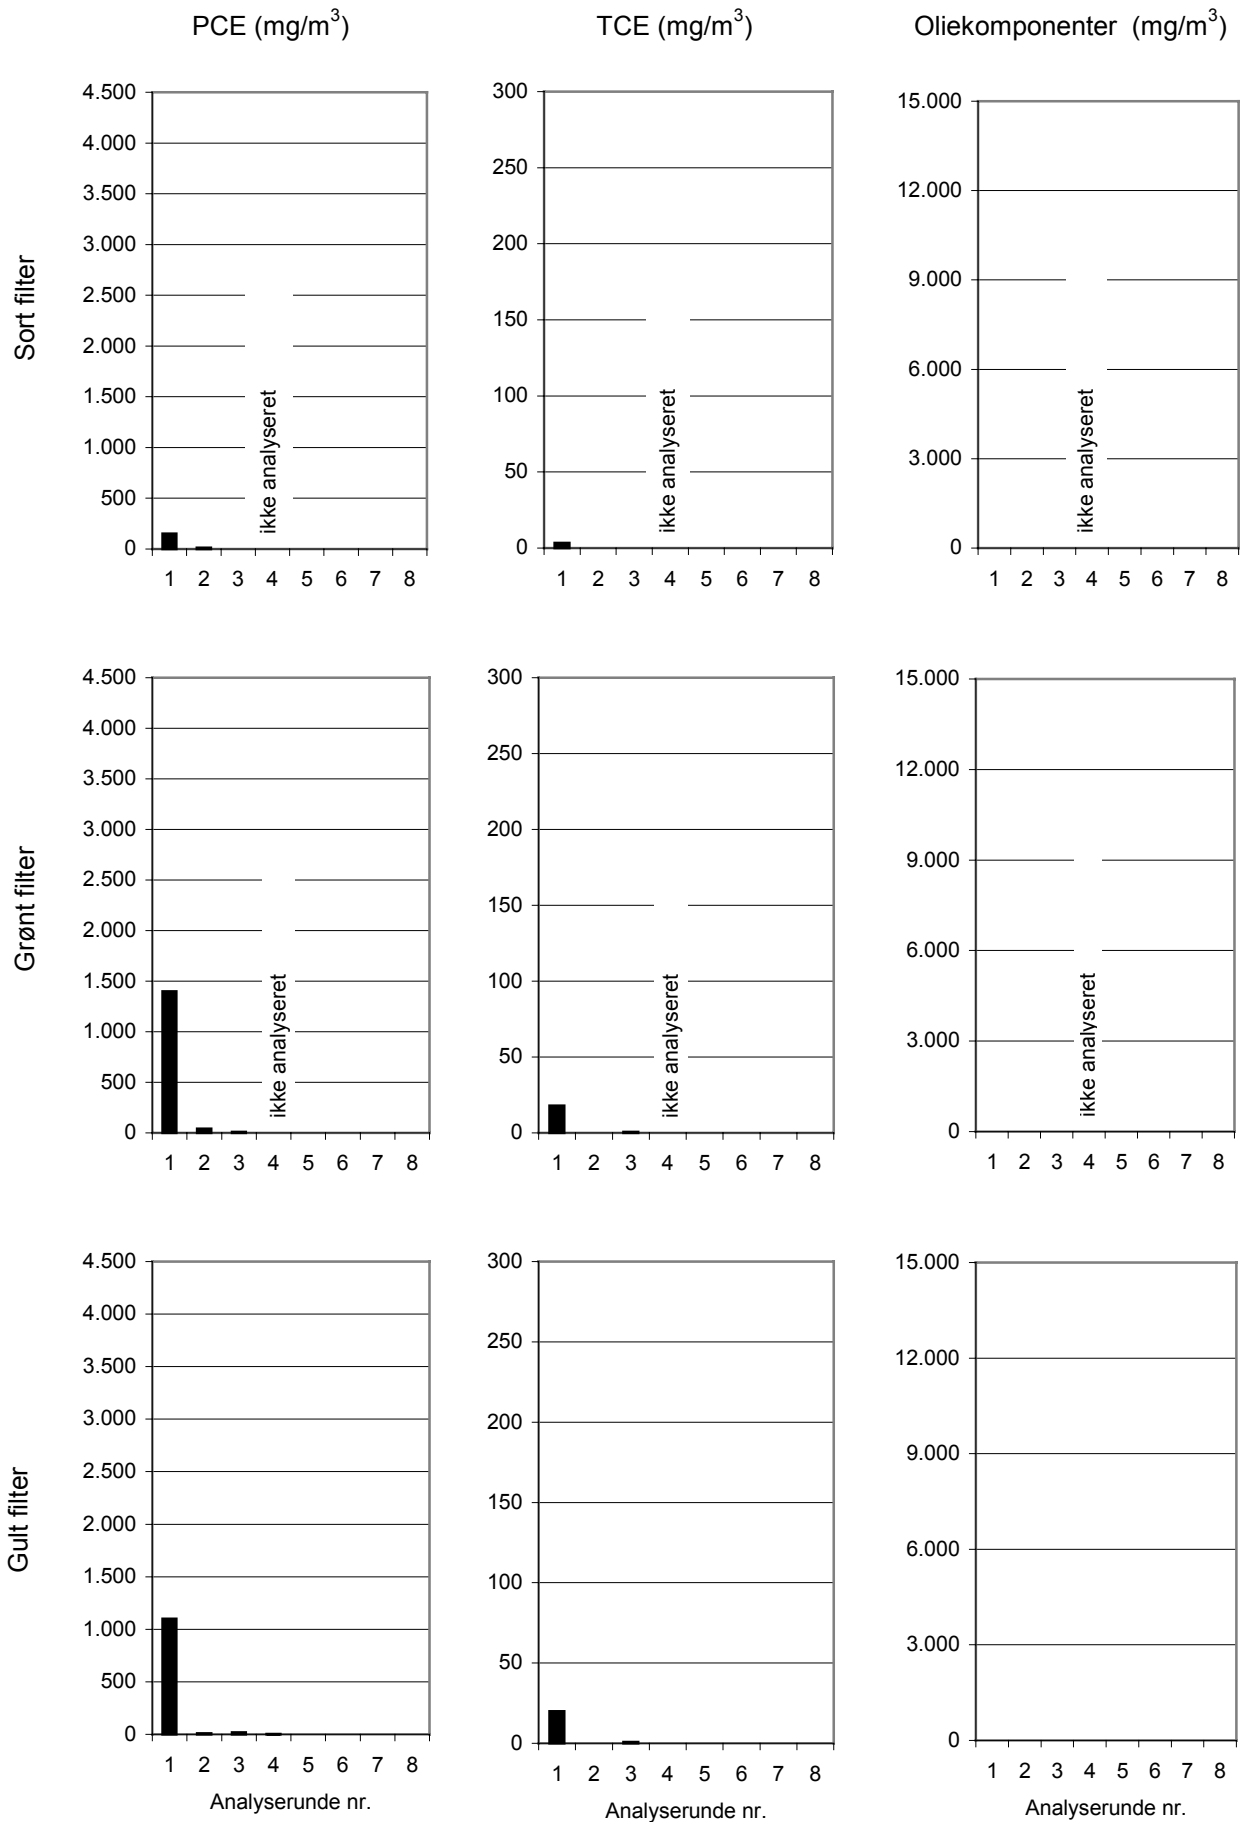 PCE (mg/m³)
TCE (mg/m³)
Oliekomponenter (mg/m³)
Sort filter
4.500
4.000
3.500
3.000
2.500
2.000
1.500
1.000
500
0
ikke analyseret
1 2 3 4 5 6 7 8
300
250
200
150
100
50
0
ikke analyseret
1 2 3 4 5 6 7 8
15.000
12.000
9.000
6.000
3.000
0
ikke analyseret
1 2 3 4 5 6 7 8
Grønt filter
4.500
4.000
3.500
3.000
2.500
2.000
1.500
1.000
500
0
ikke analyseret
1 2 3 4 5 6 7 8
300
250
200
150
100
50
0
ikke analyseret
1 2 3 4 5 6 7 8
15.000
12.000
9.000
6.000
3.000
0
ikke analyseret
1 2 3 4 5 6 7 8
Gult filter
4.500
4.000
3.500
3.000
2.500
2.000
1.500
1.000
500
0
1 2 3 4 5 6 7 8
Analyserunde nr.
300
250
200
150
100
50
0
1 2 3 4 5 6 7 8
Analyserunde nr.
15.000
12.000
9.000
6.000
3.000
0
1 2 3 4 5 6 7 8
Analyserunde nr.